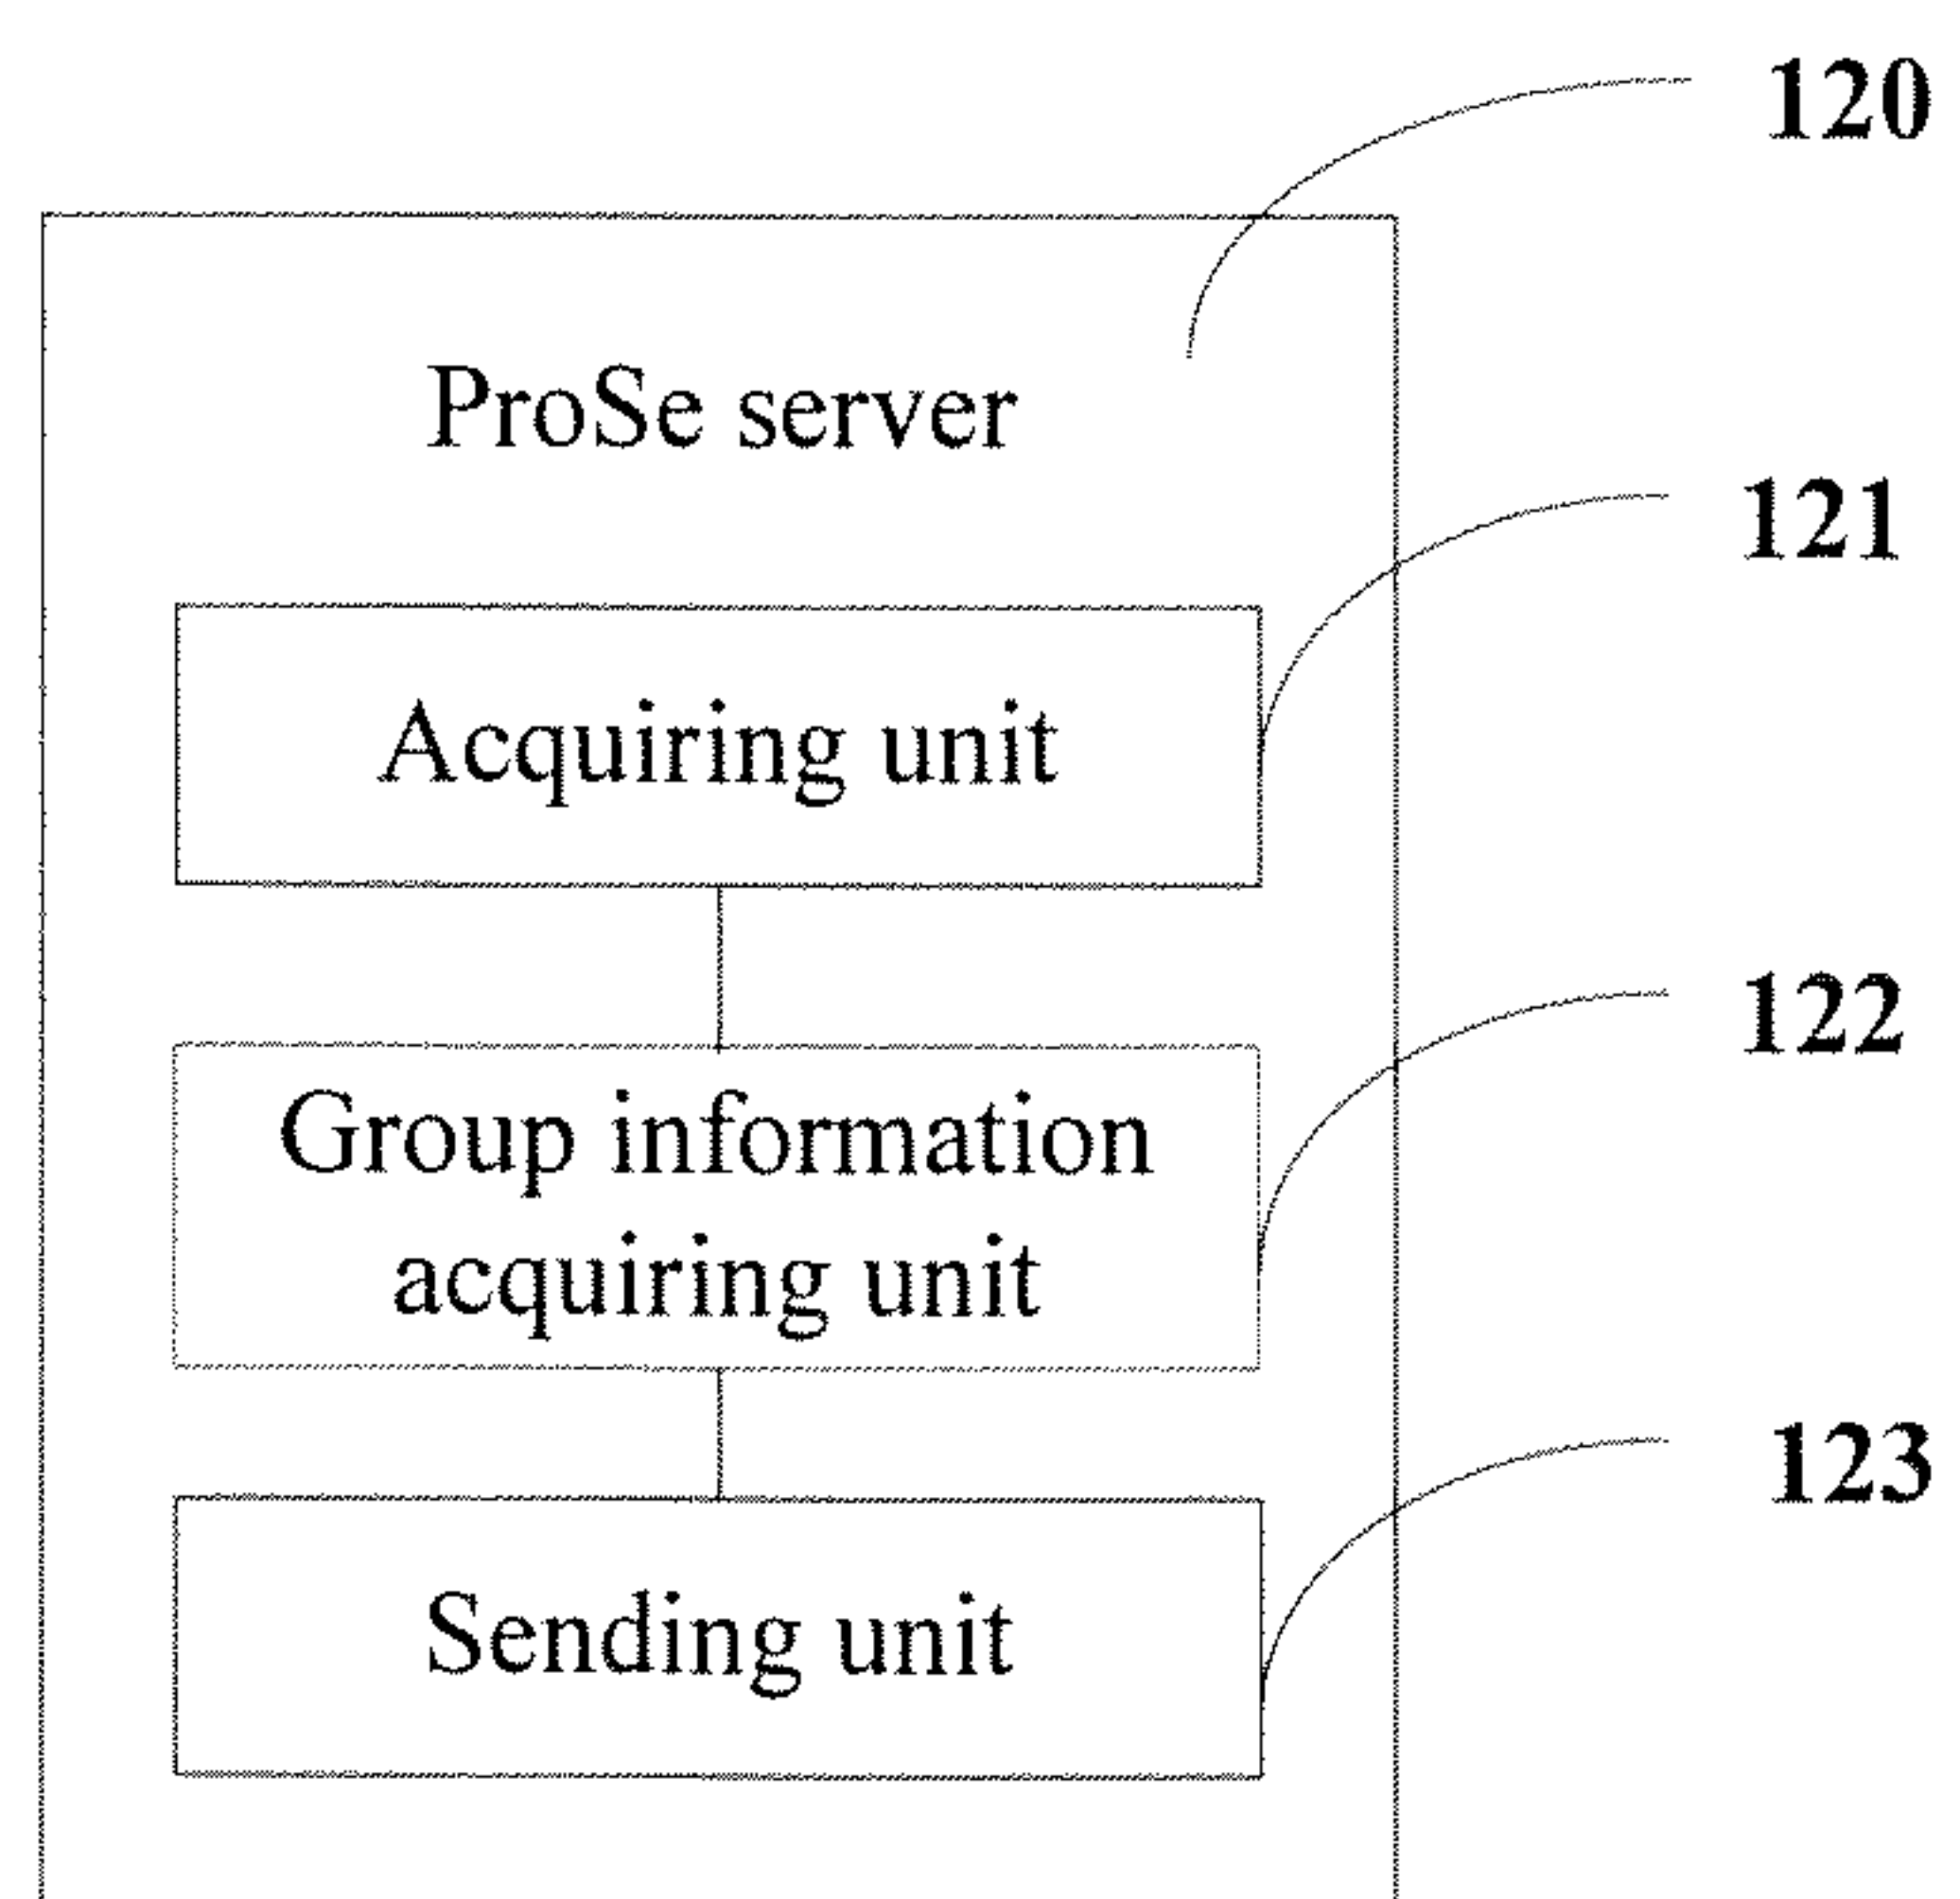 120
ProSe server
121
Acquiring unit
122
Group information
acquiring unit
123
Sending unit